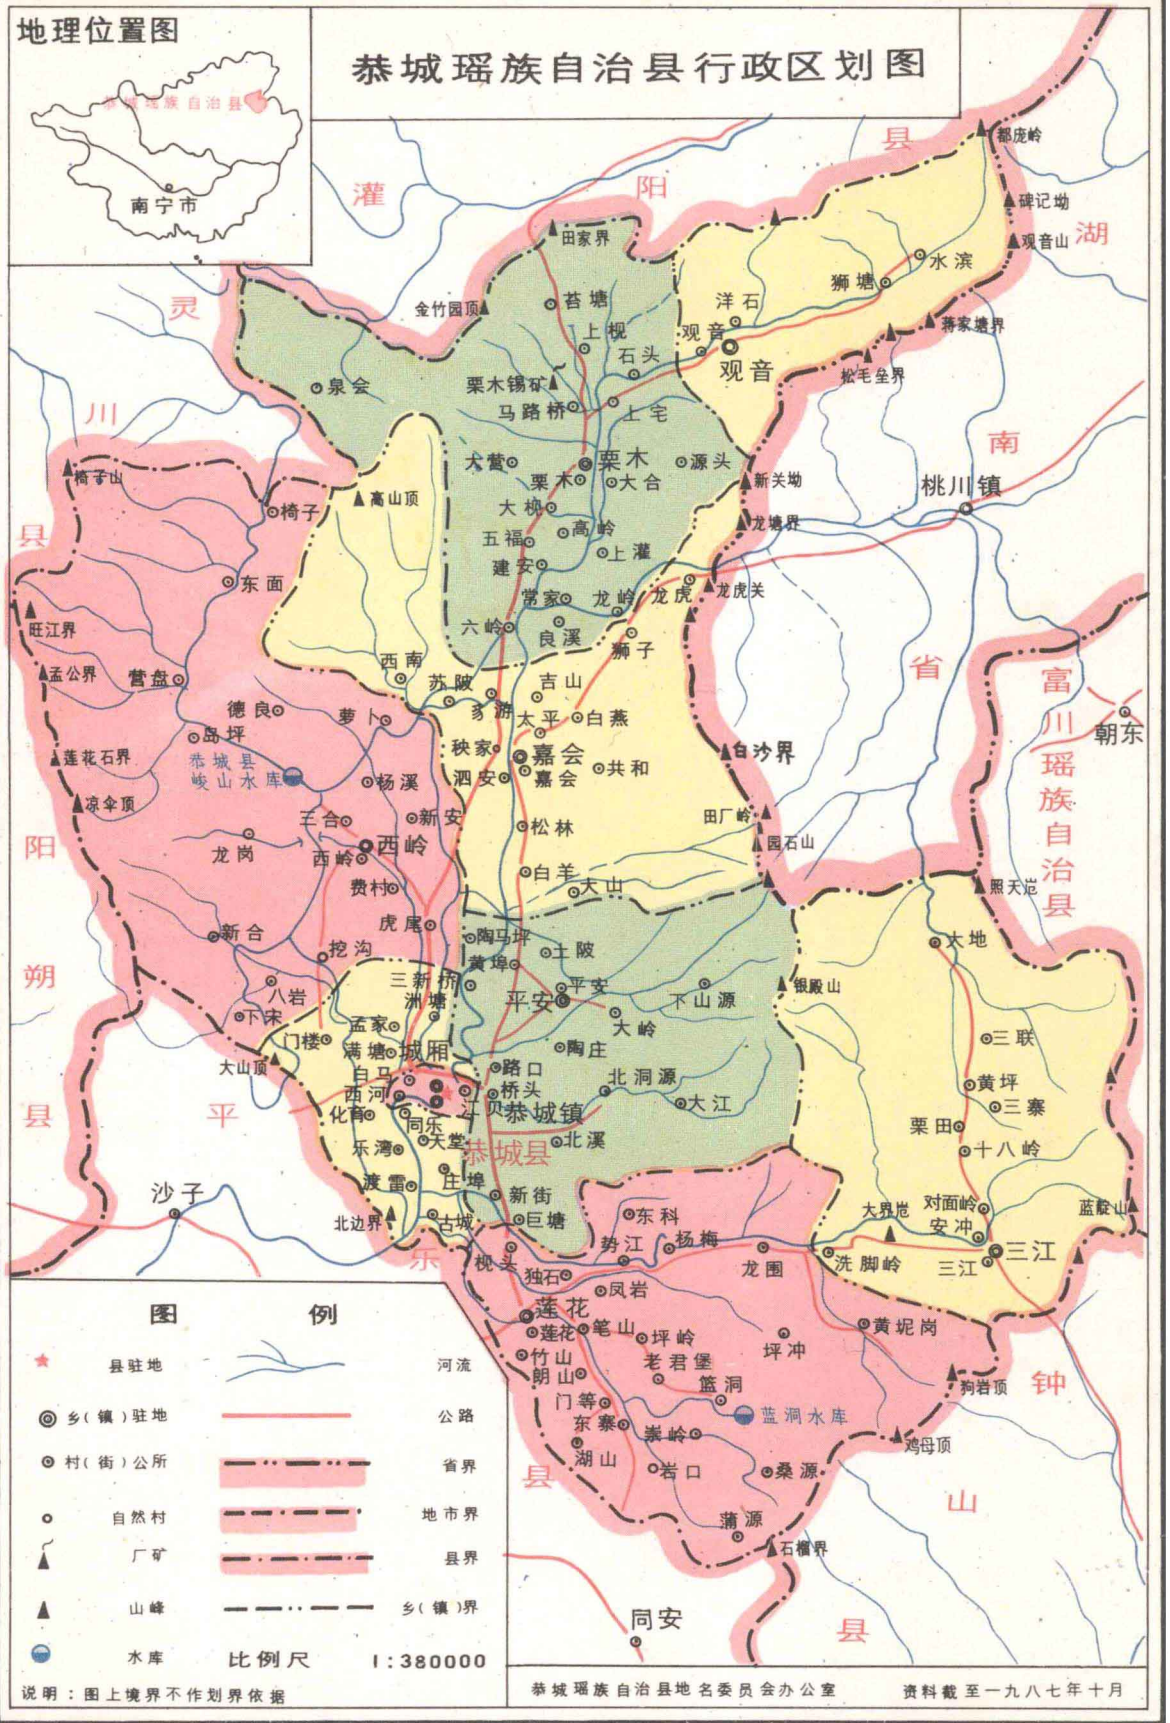 地理位置图
恭城瑶族自治县
南宁市
恭城瑶族自治县行政区划图
灌
阳
县
都庞岭
碑记坳
观音山
湖
灵
川
县
田家界
金竹园顶
苔塘
上枧
石头
栗木锡矿
马路桥
上宅
泉会
洋石
观音
观音
狮塘
水滨
蒋家塘界
松毛垒界
南
桃川镇
省
大营
栗木
源头
栗木
大合
大枧
高岭
五福
上灌
建安
常家
龙岭
龙虎
六岭
良溪
狮子
新关坳
龙塘界
龙虎关
椅子山
高山顶
椅子
东面
旺江界
孟公界
营盘
德良
岛坪
莲花石界
恭城县
峻山水库
凉伞顶
西南
苏陂
萝卜
吉山
豸游
太平
白燕
秧家
嘉会
泗安
嘉会
共和
杨溪
三合
新安
松林
龙岗
西岭
西岭
费村
白羊
大山
白沙界
田厂岭
园石山
富
川
瑶
族
自
治
县
朝东
照天岜
阳
朔
县
虎尾
新合
挖沟
八岩
下宋
三新桥
洲塘
孟家
门楼
满塘
城厢
大山顶
白马
西河
化育
同乐
乐湾
天堂
渡雷
庄埠
北边界
古城
陶马坪
土陂
黄埠
平安
平安
下山源
大岭
银殿山
陶庄
路口
桥头
北洞源
江贝
恭城镇
大江
恭城县
北溪
新街
巨塘
大地
三联
黄坪
三寨
栗田
十八岭
对面岭
安冲
大界岜
三江
三江
洗脚岭
蓝靛山
平
乐
县
沙子
东科
势江
杨梅
枧头
独石
凤岩
龙围
莲花
莲花
笔山
坪岭
坪冲
黄坭岗
竹山
朗山
老君堡
篮洞
门等
东寨
崇岭
蓝洞水库
湖山
岩口
桑源
蒲源
狗岩顶
鸡母顶
石榴界
钟
山
县
同安
图 例
县驻地
河流
乡(镇)驻地
公路
村(街)公所
省界
自然村
地市界
厂矿
县界
山峰
乡(镇)界
水库
比例尺 1:380000
说明：图上境界不作划界依据
恭城瑶族自治县地名委员会办公室
资料截至一九八七年十月